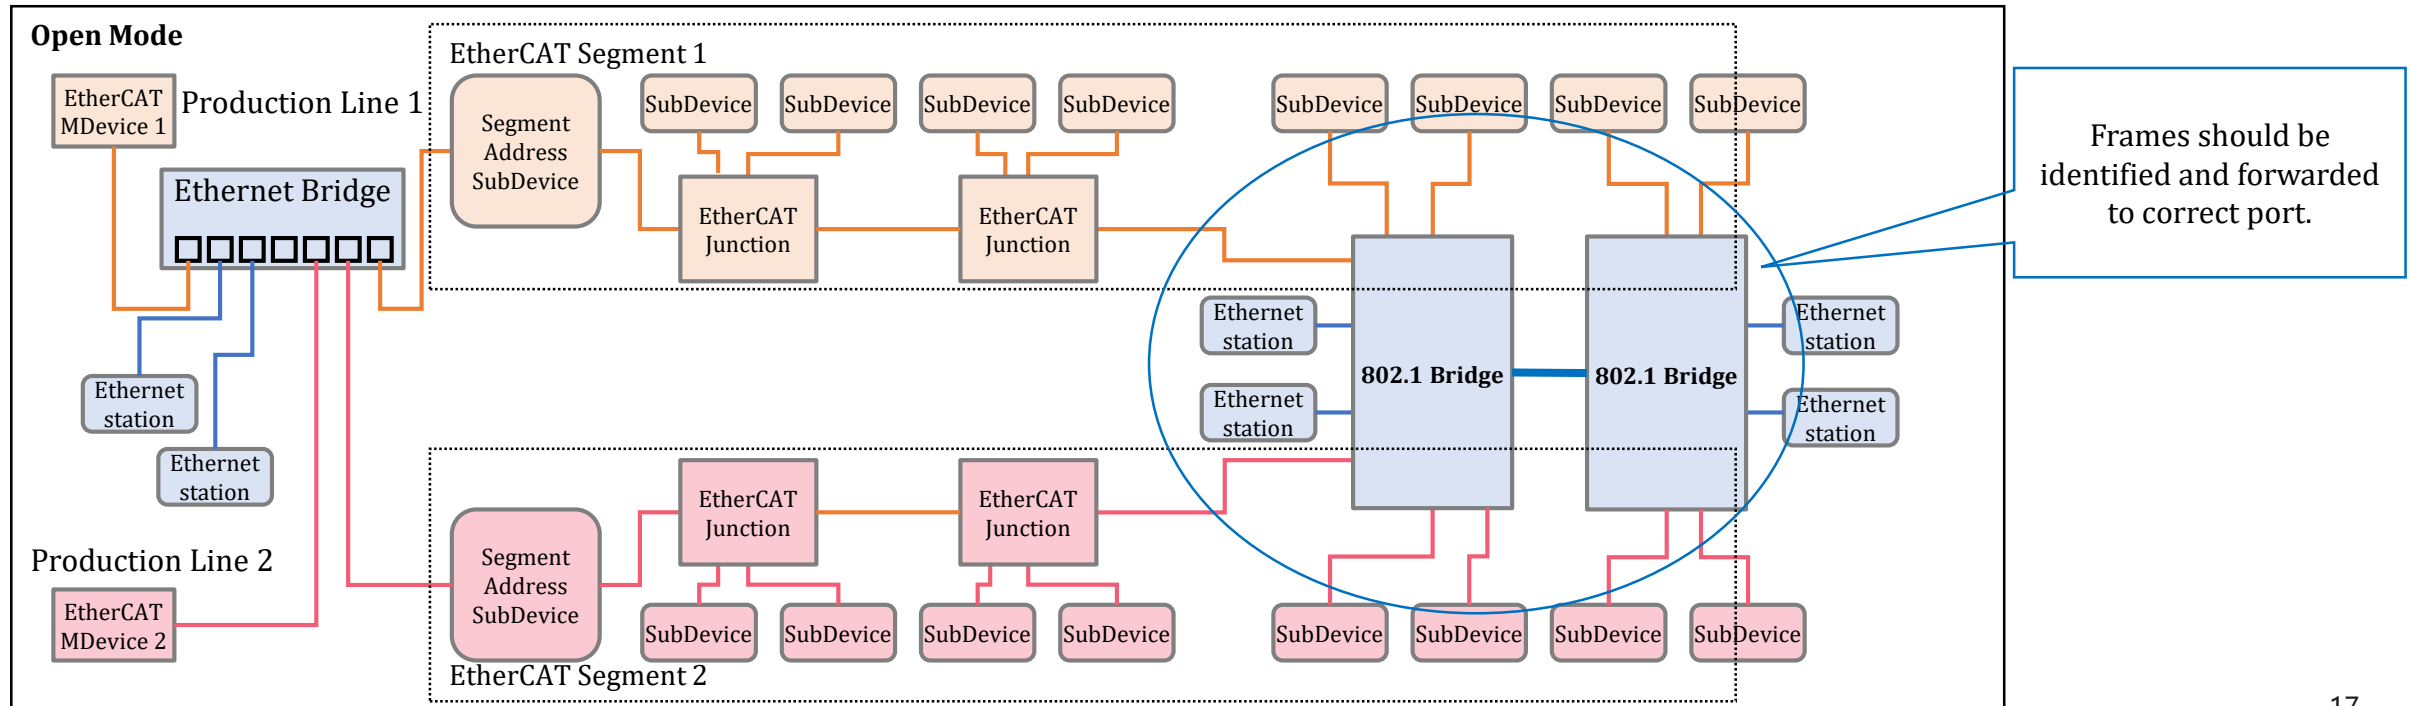 Open Mode
EtherCAT
MDevice 1
Production Line 1
Ethernet Bridge
Ethernet
station
Ethernet
station
Production Line 2
EtherCAT
MDevice 2
EtherCAT Segment 1
Segment
Address
SubDevice
SubDevice
SubDevice
SubDevice
SubDevice
SubDevice
SubDevice
SubDevice
SubDevice
EtherCAT
Junction
EtherCAT
Junction
Ethernet
station
Ethernet
station
802.1 Bridge
802.1 Bridge
Ethernet
station
Ethernet
station
EtherCAT
Junction
EtherCAT
Junction
Segment
Address
SubDevice
SubDevice
SubDevice
SubDevice
SubDevice
SubDevice
SubDevice
SubDevice
SubDevice
EtherCAT Segment 2
Frames should be
identified and forwarded
to correct port.
17